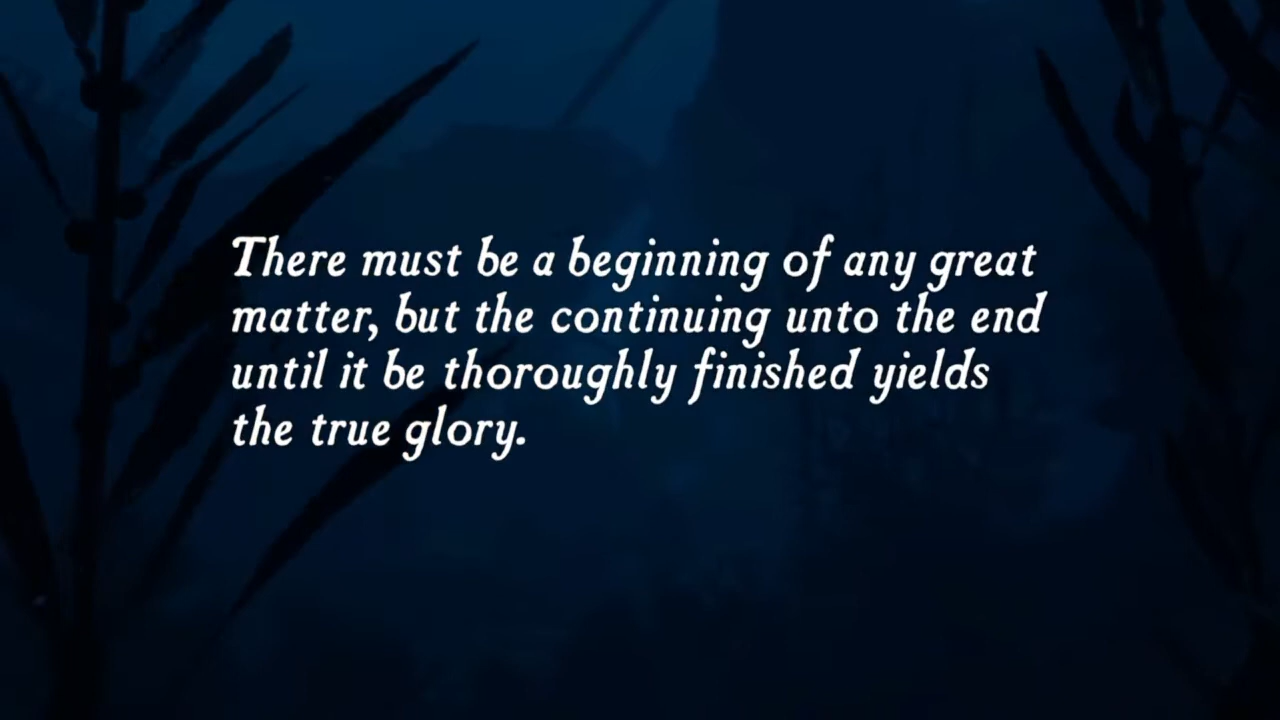 There must be a beginning of any great
matter, but the continuing unto the end
until it be thoroughly finished yields
the true glory.